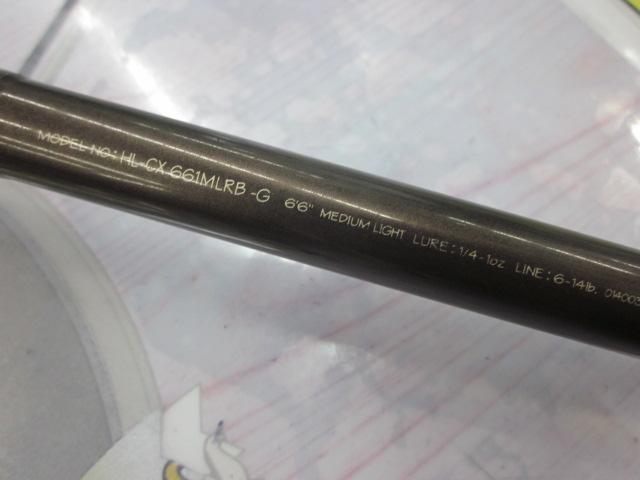 MODEL NO: HL-CX 661MLRB-G 6'6" MEDIUM LIGHT LURE: 1/4-1oz LINE: 6-14lb.